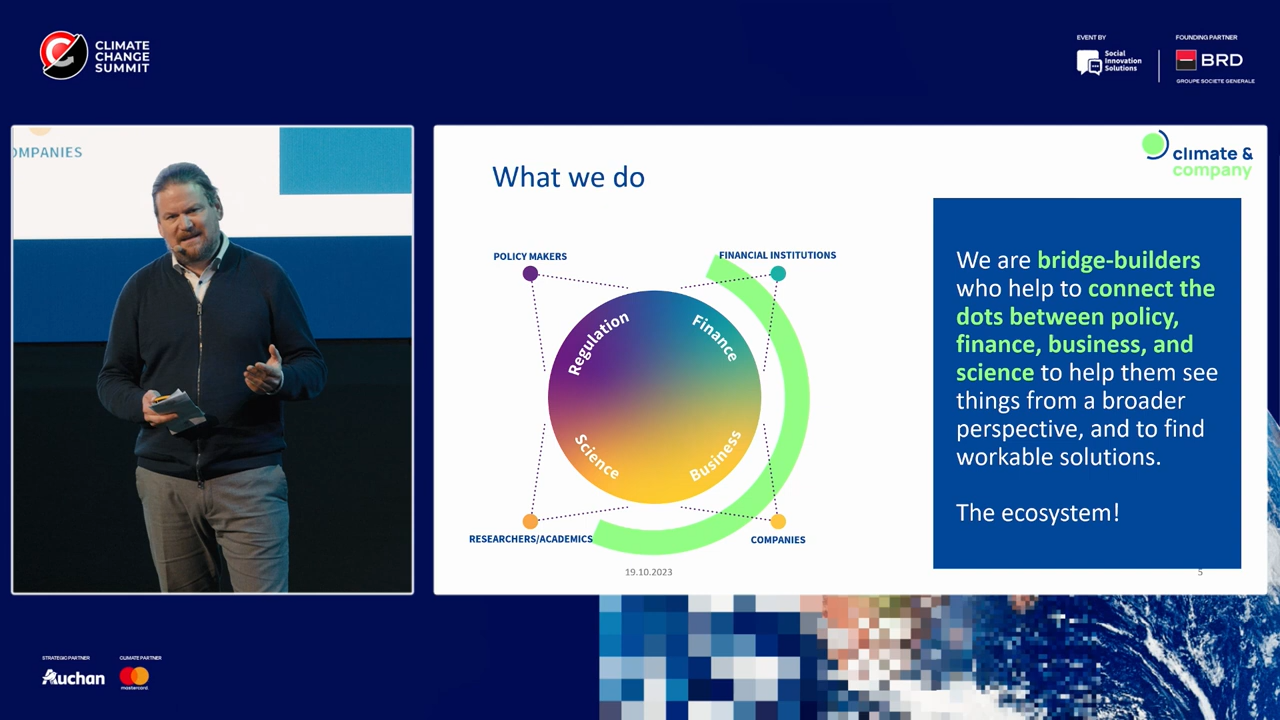 CLIMATE
CHANGE
SUMMIT
EVENT BY
Social
Innovation
Solutions
FOUNDING PARTNER
BRD
GROUPE SOCIETE GENERALE
OMPANIES
What we do
climate &
company
POLICY MAKERS
FINANCIAL INSTITUTIONS
Regulation
Finance
Science
Business
RESEARCHERS/ACADEMICS
COMPANIES
19.10.2023
5
We are bridge-builders
who help to connect the
dots between policy,
finance, business, and
science to help them see
things from a broader
perspective, and to find
workable solutions.
The ecosystem!
STRATEGIC PARTNER
Auchan
CLIMATE PARTNER
mastercard